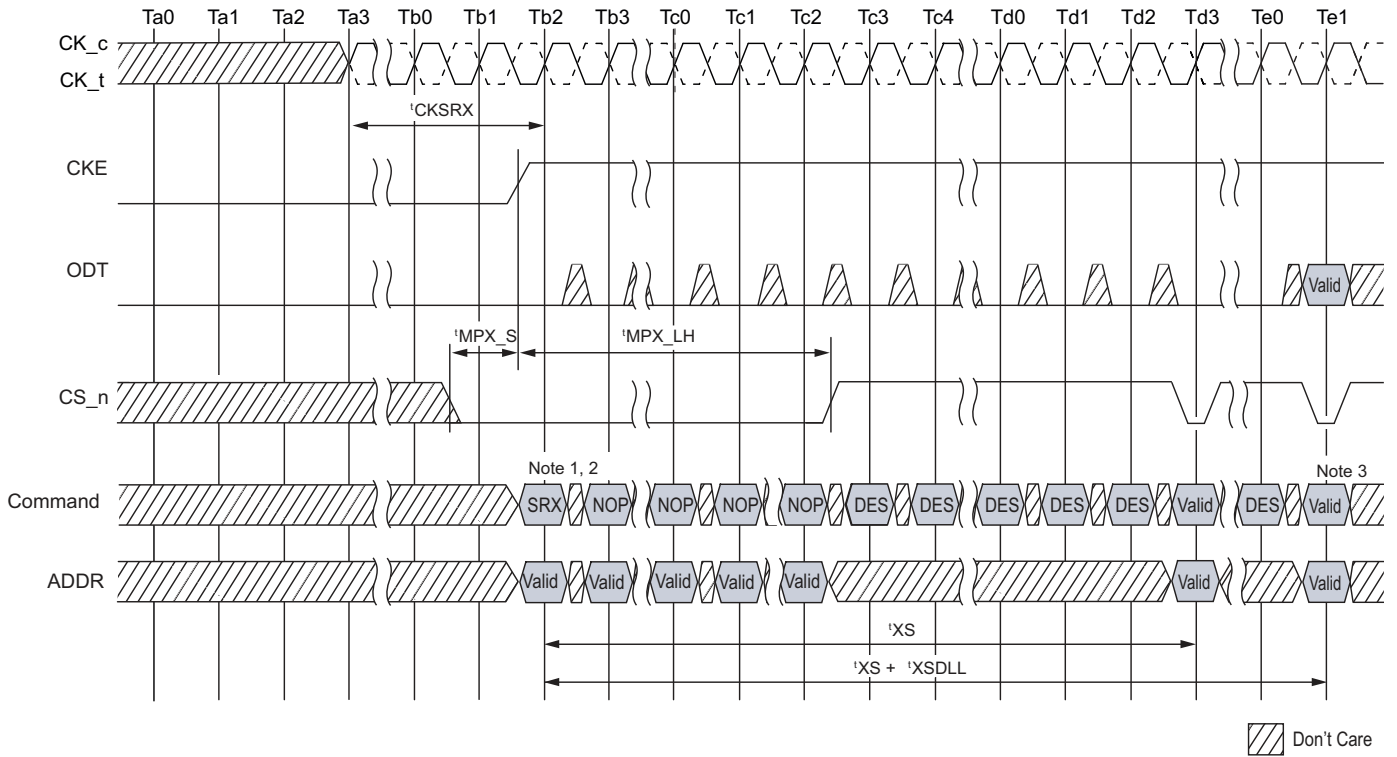 Ta0 Ta1 Ta2 Ta3 Tb0 Tb1 Tb2 Tb3 Tc0 Tc1 Tc2 Tc3 Tc4 Td0 Td1 Td2 Td3 Te0 Te1
CK_c
CK_t
tCKSRX
CKE
ODT
Valid
tMPX_S tMPX_LH
CS_n
Note 1, 2 Note 3
Command SRX NOP NOP NOP NOP DES DES DES DES DES Valid DES Valid
ADDR Valid Valid Valid Valid Valid Valid Valid
tXS
tXS + tXSDLL
Don't Care